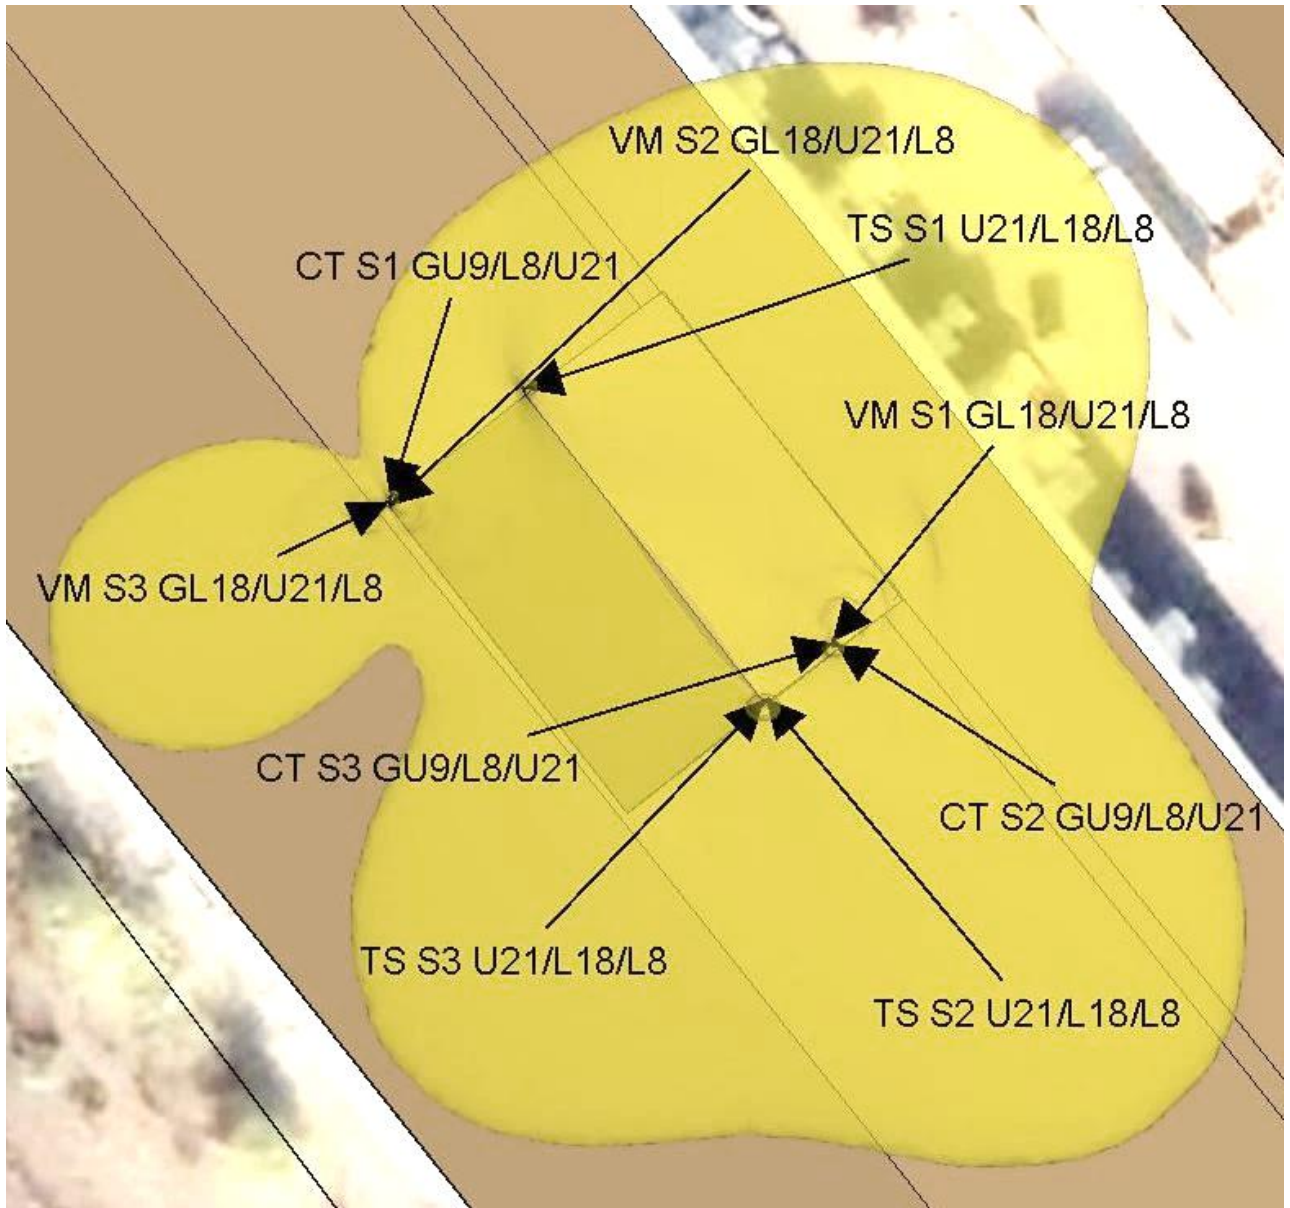 VM S2 GL18/U21/L8
TS S1 U21/L18/L8
CT S1 GU9/L8/U21
VM S1 GL18/U21/L8
VM S3 GL18/U21/L8
CT S3 GU9/L8/U21
CT S2 GU9/L8/U21
TS S3 U21/L18/L8
TS S2 U21/L18/L8